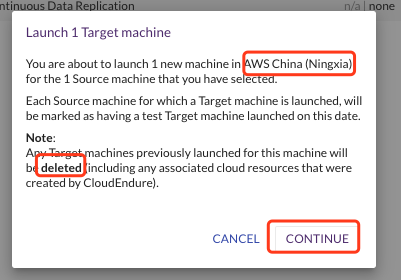 ntinuous Data Replication
n/a | none
Launch 1 Target machine
You are about to launch 1 new machine in AWS China (Ningxia)
for the 1 Source machine that you have selected.
Each Source machine for which a Target machine is launched, will
be marked as having a test Target machine launched on this date.
Note:
Any Target machines previously launched for this machine will
be deleted (including any associated cloud resources that were
created by CloudEndure).
CANCEL
CONTINUE